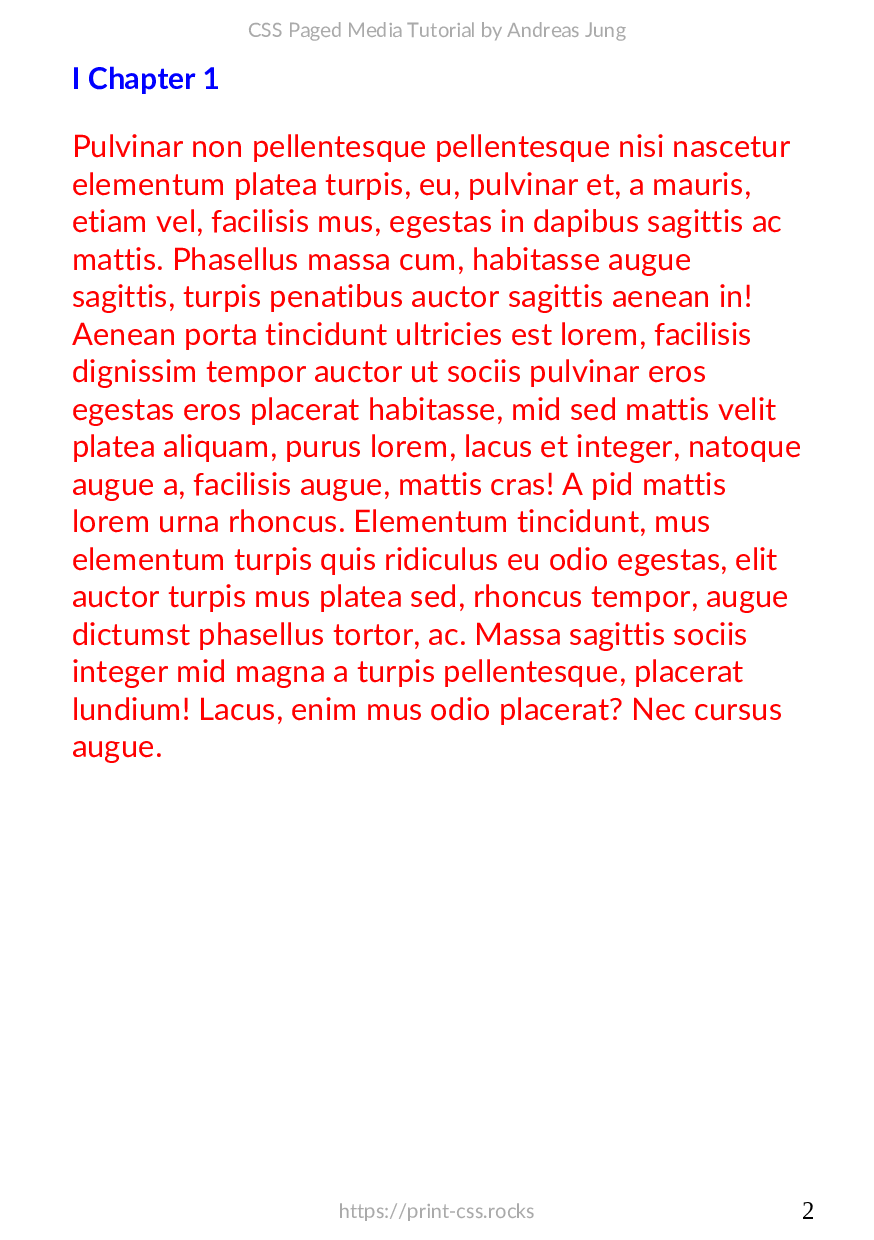 CSS Paged Media Tutorial by Andreas Jung
I Chapter 1
Pulvinar non pellentesque pellentesque nisi nascetur
elementum platea turpis, eu, pulvinar et, a mauris,
etiam vel, facilisis mus, egestas in dapibus sagittis ac
mattis. Phasellus massa cum, habitasse augue
sagittis, turpis penatibus auctor sagittis aenean in!
Aenean porta tincidunt ultricies est lorem, facilisis
dignissim tempor auctor ut sociis pulvinar eros
egestas eros placerat habitasse, mid sed mattis velit
platea aliquam, purus lorem, lacus et integer, natoque
augue a, facilisis augue, mattis cras! A pid mattis
lorem urna rhoncus. Elementum tincidunt, mus
elementum turpis quis ridiculus eu odio egestas, elit
auctor turpis mus platea sed, rhoncus tempor, augue
dictumst phasellus tortor, ac. Massa sagittis sociis
integer mid magna a turpis pellentesque, placerat
lundium! Lacus, enim mus odio placerat? Nec cursus
augue.
https://print-css.rocks
2